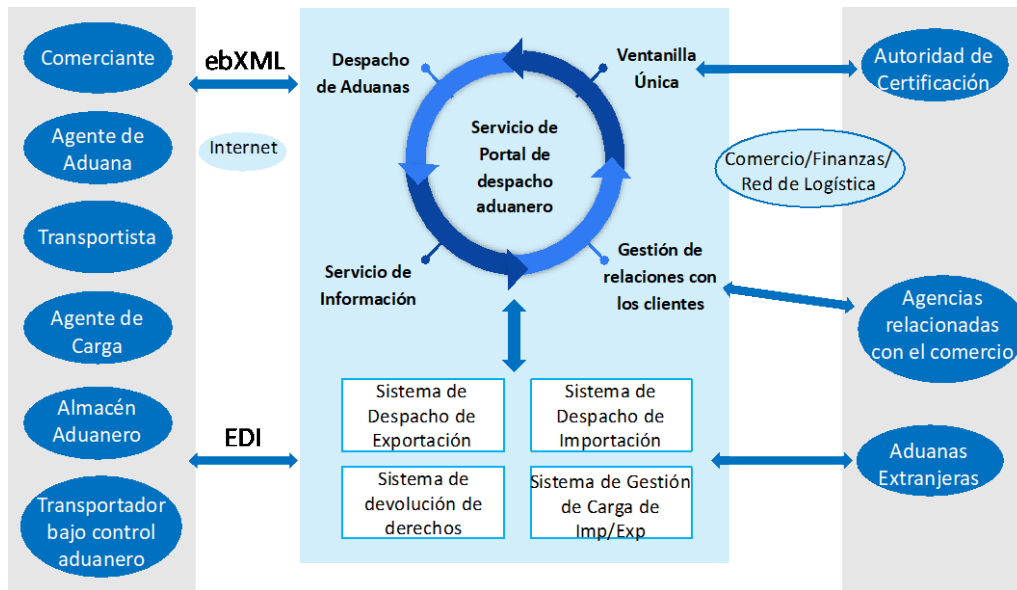 Comerciante
Agente de
Aduana
Transportista
Agente de
Carga
Almacén
Aduanero
Transportador
bajo control
aduanero
ebXML
Internet
EDI
Despacho
de Aduanas
Ventanilla
Única
Servicio de
Portal de
despacho
aduanero
Servicio de
Información
Gestión de
relaciones con
los clientes
Sistema de
Despacho de
Exportación
Sistema de
Despacho de
Importación
Sistema de
devolución de
derechos
Sistema de Gestión
de Carga de
Imp/Exp
Autoridad de
Certificación
Comercio/Finanzas/
Red de Logística
Agencias
relacionadas
con el comercio
Aduanas
Extranjeras